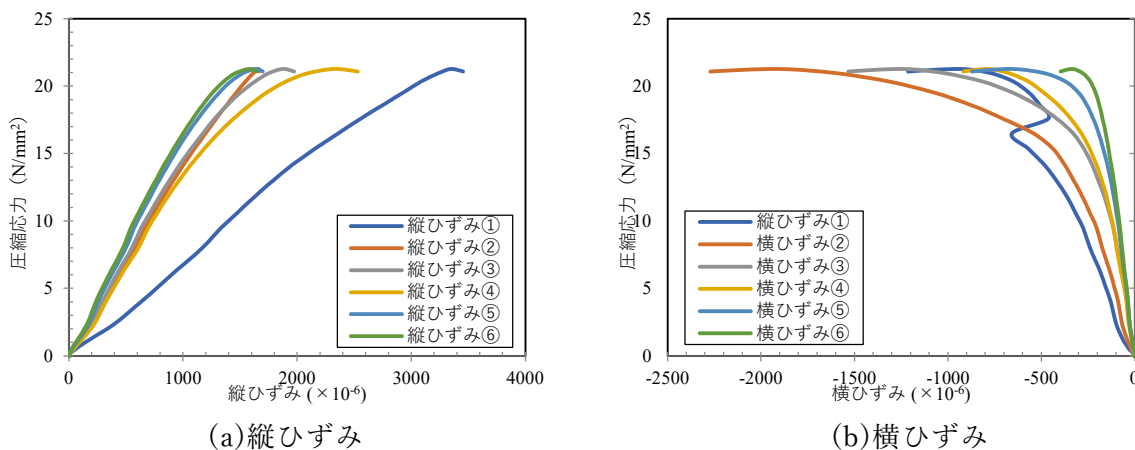 25
20
15
10
5
0
圧縮応力（N/mm²）
0
1000
2000
3000
4000
縦ひずみ (×10⁻⁶)
縦ひずみ①
縦ひずみ②
縦ひずみ③
縦ひずみ④
縦ひずみ⑤
縦ひずみ⑥
(a)縦ひずみ
25
20
15
10
5
0
圧縮応力（N/mm²）
-2500
-2000
-1500
-1000
-500
0
横ひずみ (×10⁻⁶)
縦ひずみ①
横ひずみ②
横ひずみ③
横ひずみ④
横ひずみ⑤
横ひずみ⑥
(b)横ひずみ